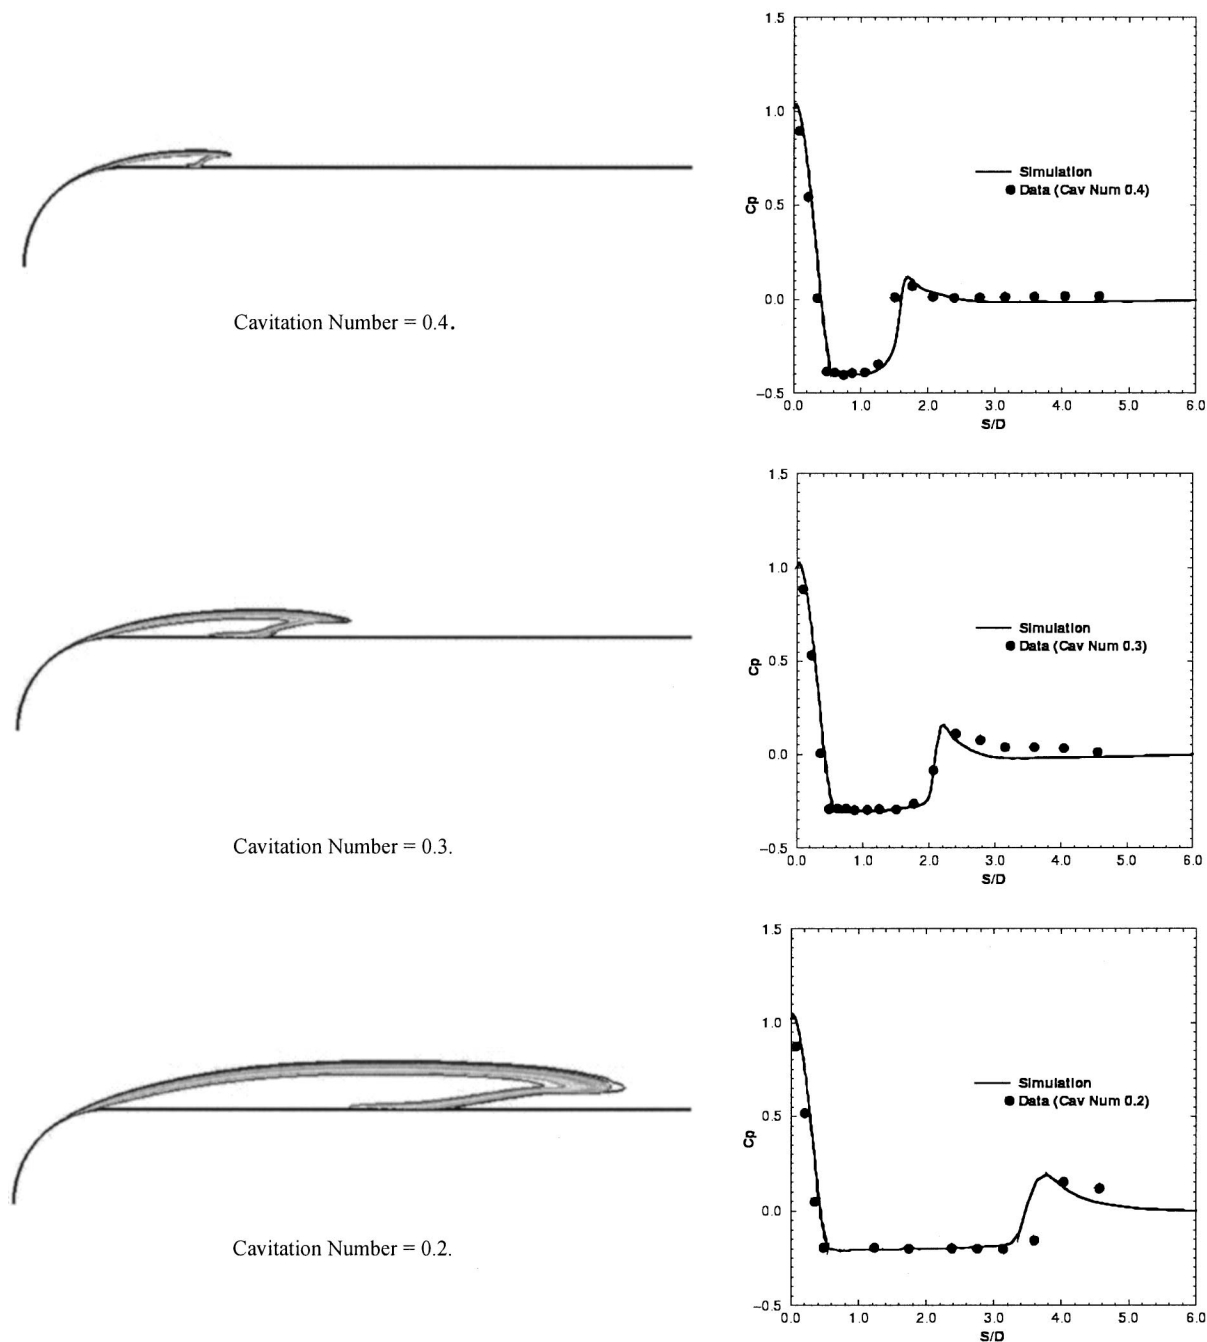 1.5
1.0
0.5
0.0
−0.5
Cp
Simulation
Data (Cav Num 0.4)
0.0 1.0 2.0 3.0 4.0 5.0 6.0
S/D
Cavitation Number = 0.4.
1.5
1.0
0.5
0.0
−0.5
Cp
Simulation
Data (Cav Num 0.3)
0.0 1.0 2.0 3.0 4.0 5.0 6.0
S/D
Cavitation Number = 0.3.
1.5
1.0
0.5
0.0
−0.5
Cp
Simulation
Data (Cav Num 0.2)
0.0 1.0 2.0 3.0 4.0 5.0 6.0
S/D
Cavitation Number = 0.2.